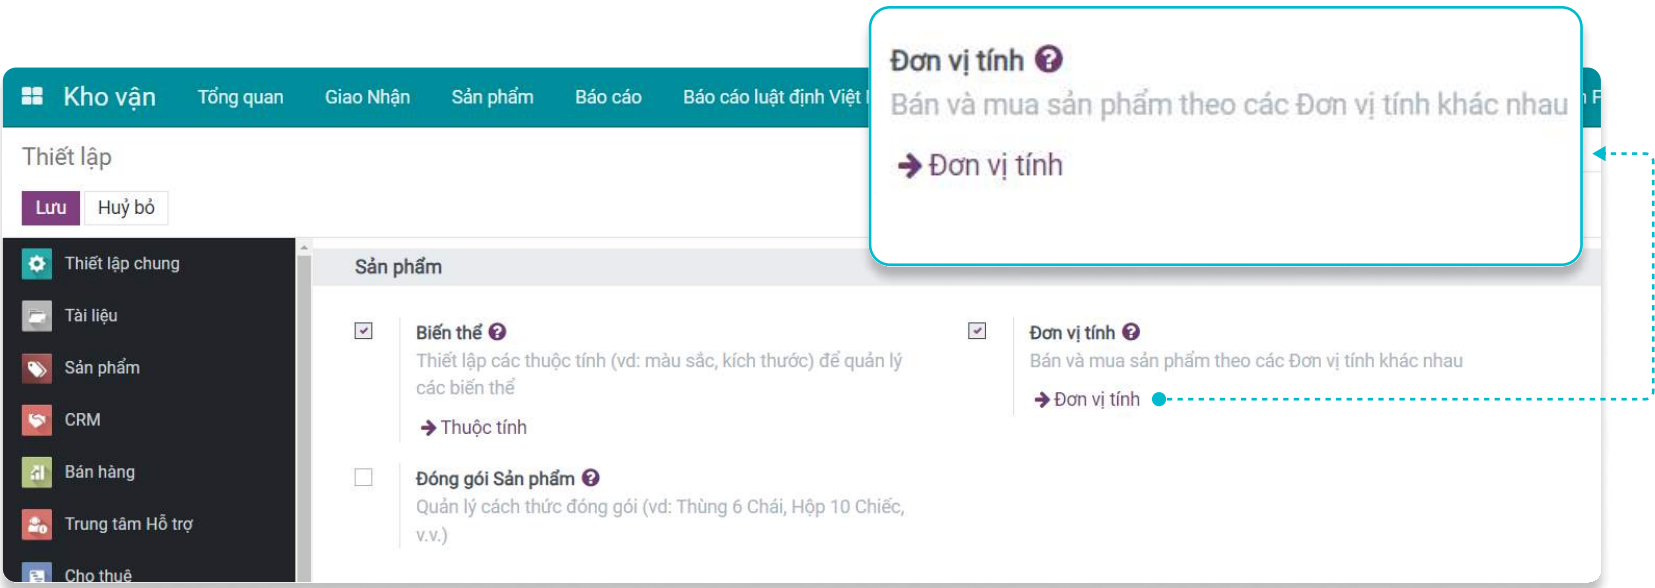 Đơn vị tính
Bán và mua sản phẩm theo các Đơn vị tính khác nhau
Đơn vị tính
Kho vận Tổng quan Giao Nhận Sản phẩm Báo cáo Báo cáo luật định Việt
Thiết lập
Lưu Huỷ bỏ
Thiết lập chung
Tài liệu
Sản phẩm
CRM
Bán hàng
Trung tâm Hỗ trợ
Cho thuê
Sản phẩm
Biến thể
Thiết lập các thuộc tính (vd: màu sắc, kích thước) để quản lý
các biến thể
Thuộc tính
Đơn vị tính
Bán và mua sản phẩm theo các Đơn vị tính khác nhau
Đơn vị tính
Đóng gói Sản phẩm
Quản lý cách thức đóng gói (vd: Thùng 6 Chái, Hộp 10 Chiếc,
v.v.)